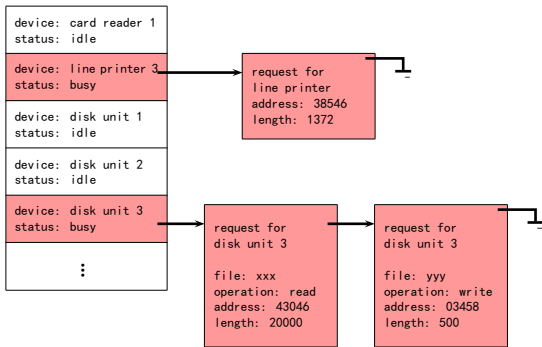 device: card reader 1
status: idle
device: line printer 3
status: busy
device: disk unit 1
status: idle
device: disk unit 2
status: idle
device: disk unit 3
status: busy
⋮
request for
line printer
address: 38546
length: 1372
request for
disk unit 3
file: xxx
operation: read
address: 43046
length: 20000
request for
disk unit 3
file: yyy
operation: write
address: 03458
length: 500